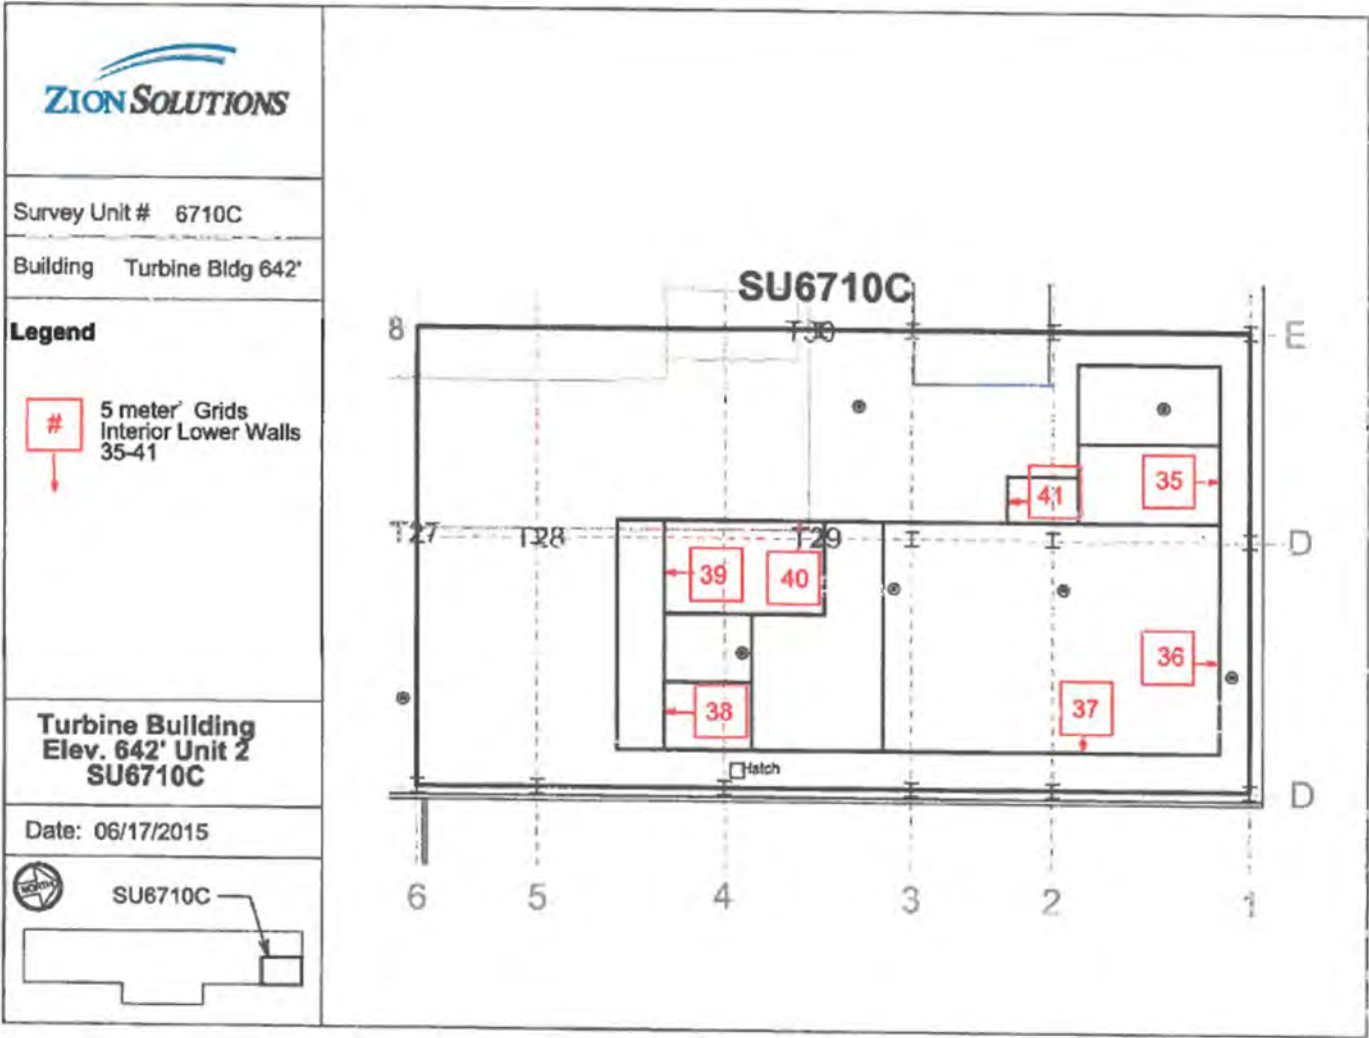 ZION SOLUTIONS
Survey Unit # 6710C
Building Turbine Bldg 642'
Legend
#
5 meter' Grids
Interior Lower Walls
35-41
Turbine Building
Elev. 642' Unit 2
SU6710C
Date: 06/17/2015
NORTH
SU6710C
SU6710C
8
T30
E
35
41
T27
T28
T29
D
39
40
36
38
37
Hatch
D
6 5 4 3 2 1